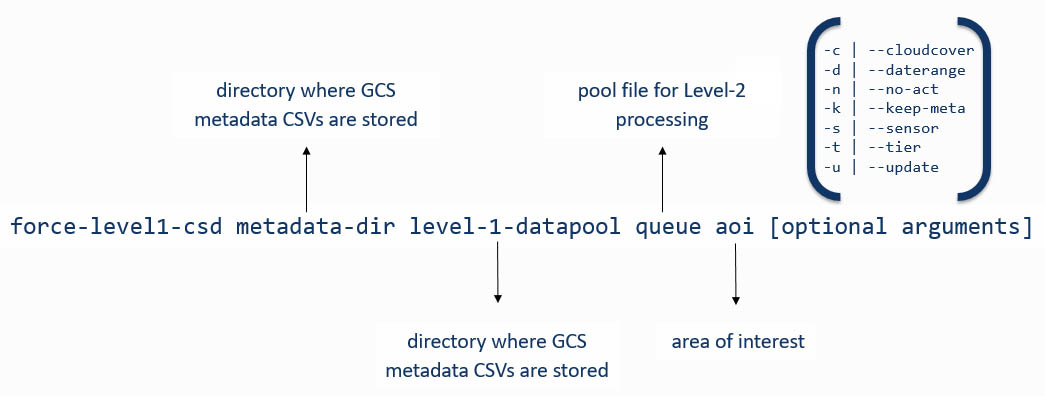 -c | --cloudcover
-d | --daterange
-n | --no-act
-k | --keep-meta
-s | --sensor
-t | --tier
-u | --update
directory where GCS
metadata CSVs are stored
pool file for Level-2
processing
force-level1-csd metadata-dir level-1-datapool queue aoi [optional arguments]
directory where GCS
metadata CSVs are stored
area of interest